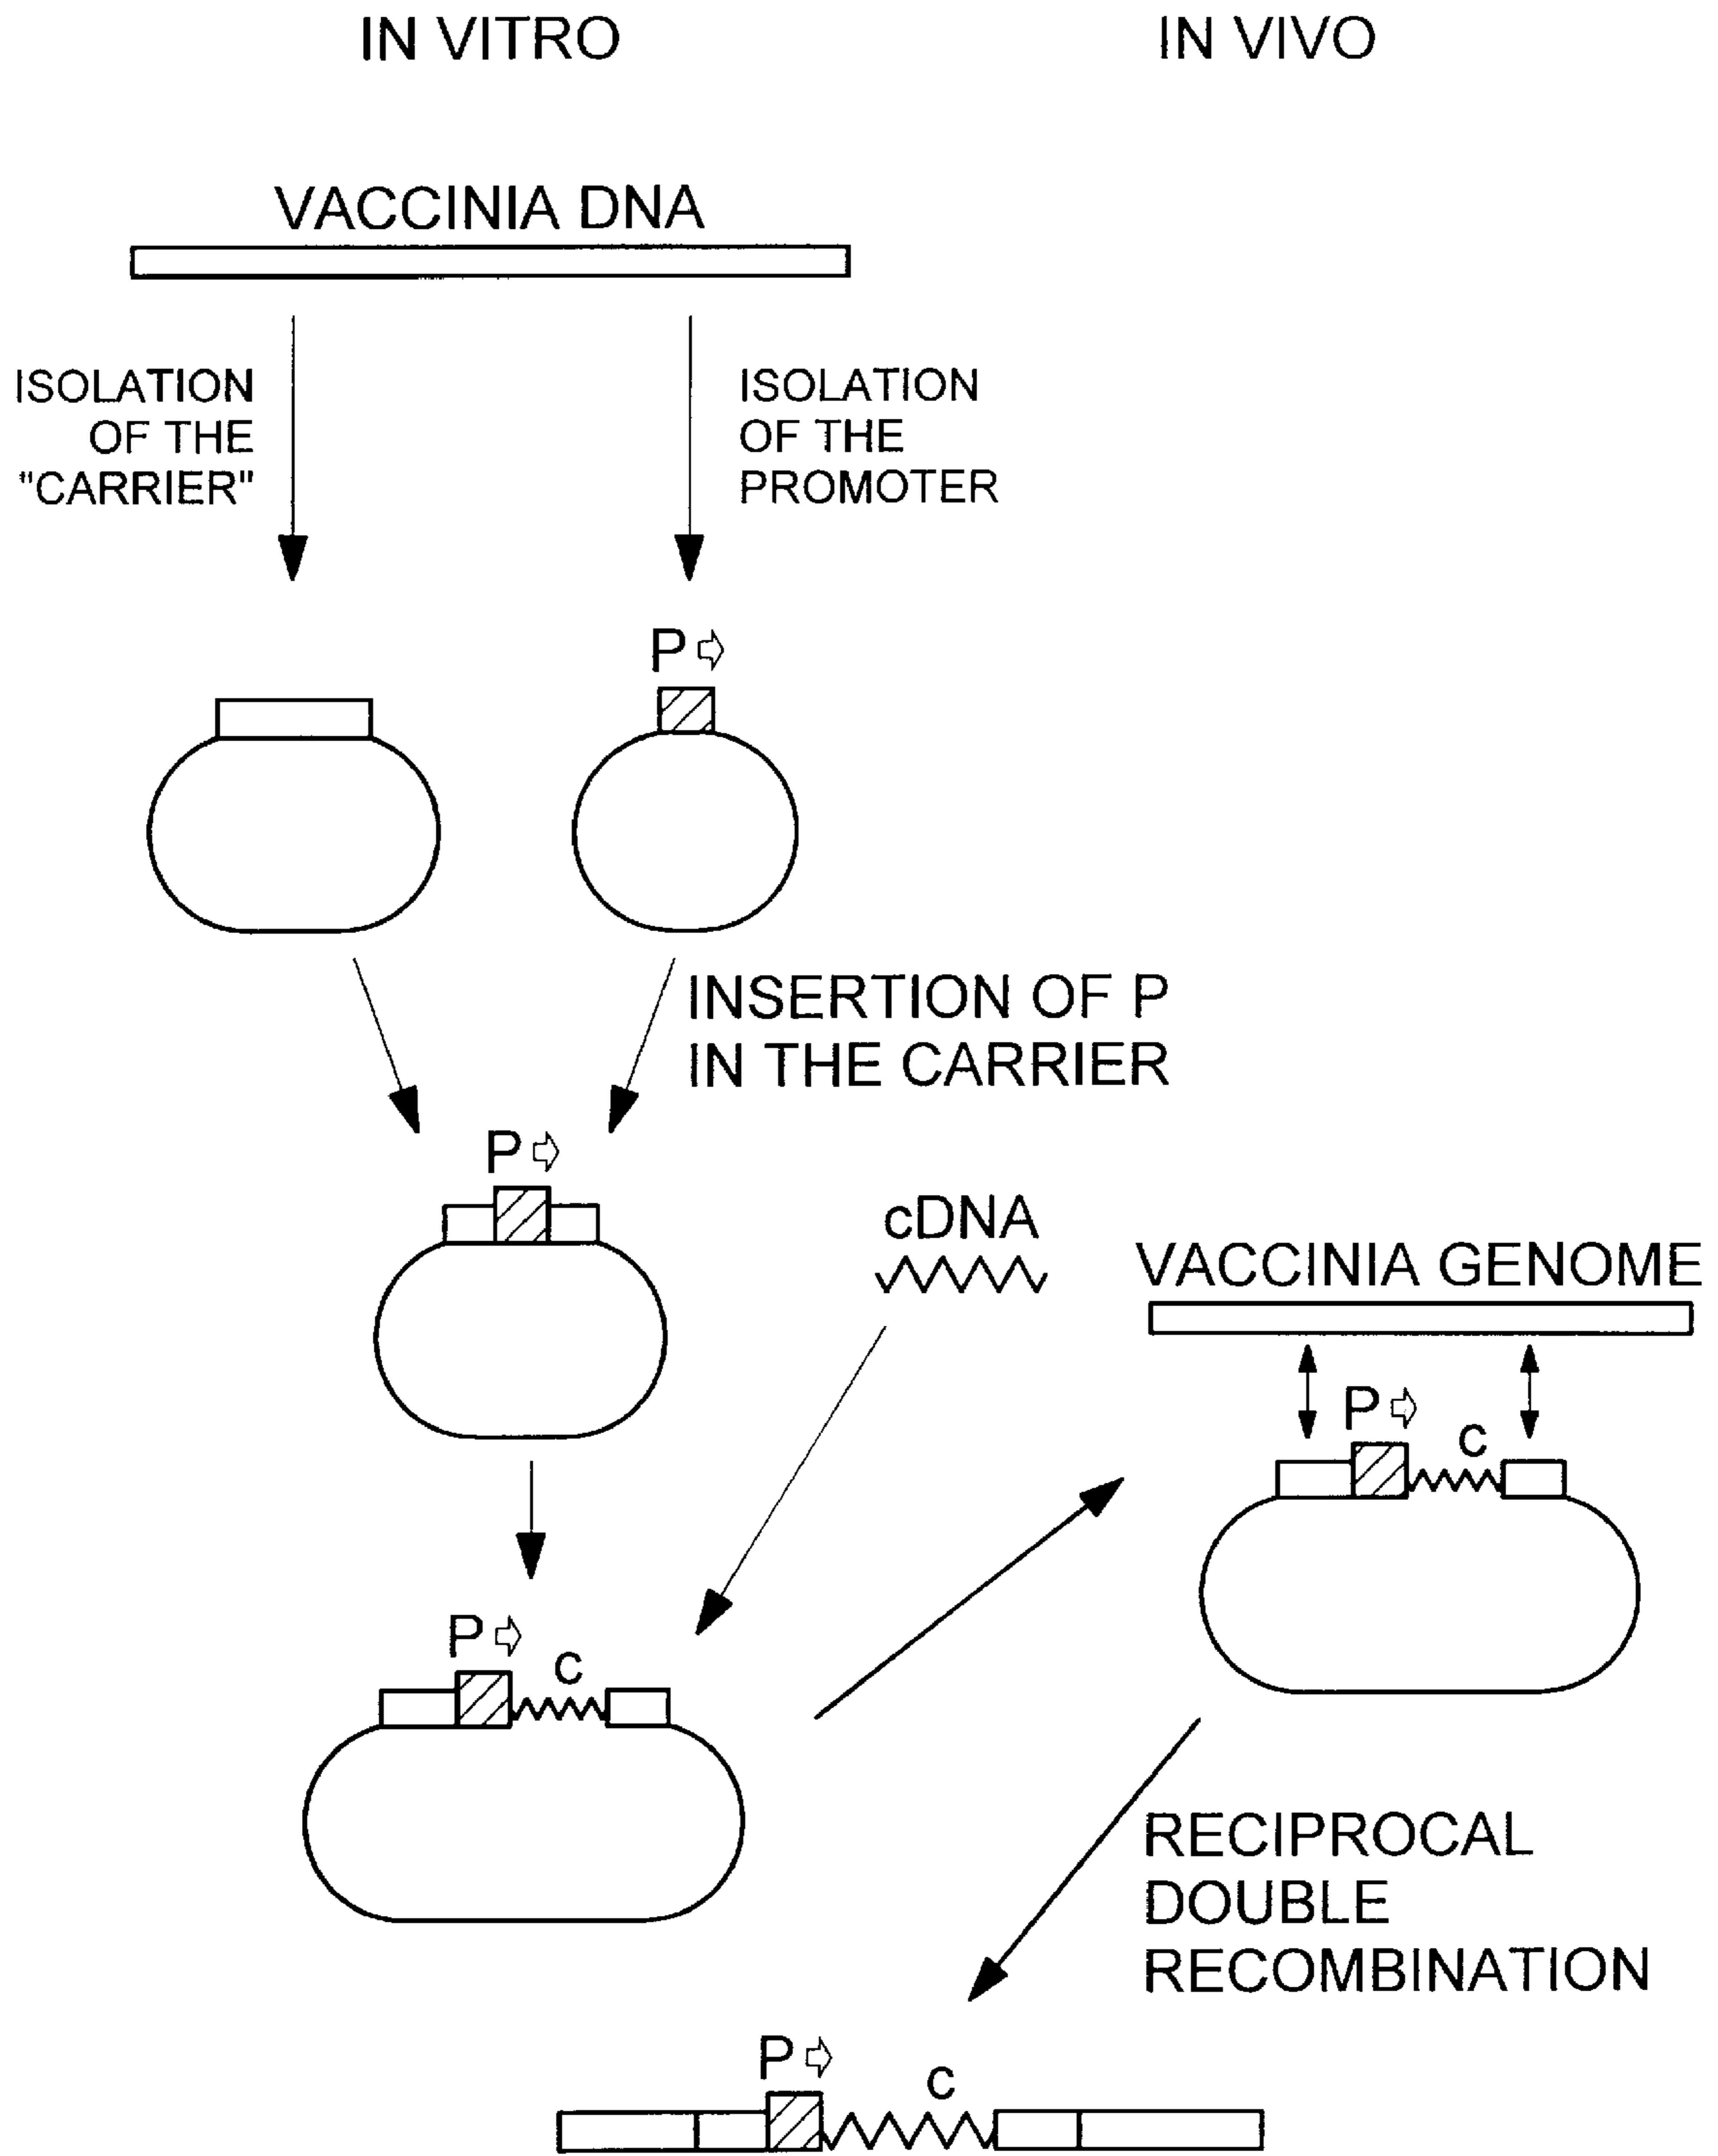 IN VITRO
IN VIVO
VACCINIA DNA
ISOLATION
OF THE
"CARRIER"
ISOLATION
OF THE
PROMOTER
P
INSERTION OF P
IN THE CARRIER
P
cDNA
VACCINIA GENOME
P
C
P
C
RECIPROCAL
DOUBLE
RECOMBINATION
P
C